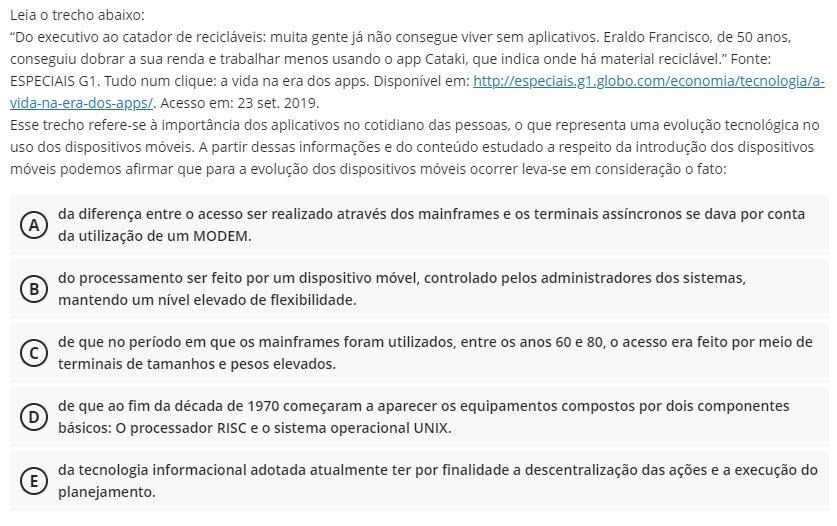 Leia o trecho abaixo:
“Do executivo ao catador de recicláveis: muita gente já não consegue viver sem aplicativos. Eraldo Francisco, de 50 anos,
conseguiu dobrar a sua renda e trabalhar menos usando o app Cataki, que indica onde há material reciclável.” Fonte:
ESPECIAIS G1. Tudo num clique: a vida na era dos apps. Disponível em: http://especiais.g1.globo.com/economia/tecnologia/a-
vida-na-era-dos-apps/. Acesso em: 23 set. 2019.
Esse trecho refere-se à importância dos aplicativos no cotidiano das pessoas, o que representa uma evolução tecnológica no
uso dos dispositivos móveis. A partir dessas informações e do conteúdo estudado a respeito da introdução dos dispositivos
móveis podemos afirmar que para a evolução dos dispositivos móveis ocorrer leva-se em consideração o fato:
A da diferença entre o acesso ser realizado através dos mainframes e os terminais assíncronos se dava por conta
da utilização de um MODEM.
B do processamento ser feito por um dispositivo móvel, controlado pelos administradores dos sistemas,
mantendo um nível elevado de flexibilidade.
C de que no período em que os mainframes foram utilizados, entre os anos 60 e 80, o acesso era feito por meio de
terminais de tamanhos e pesos elevados.
D de que ao fim da década de 1970 começaram a aparecer os equipamentos compostos por dois componentes
básicos: O processador RISC e o sistema operacional UNIX.
E da tecnologia informacional adotada atualmente ter por finalidade a descentralização das ações e a execução do
planejamento.